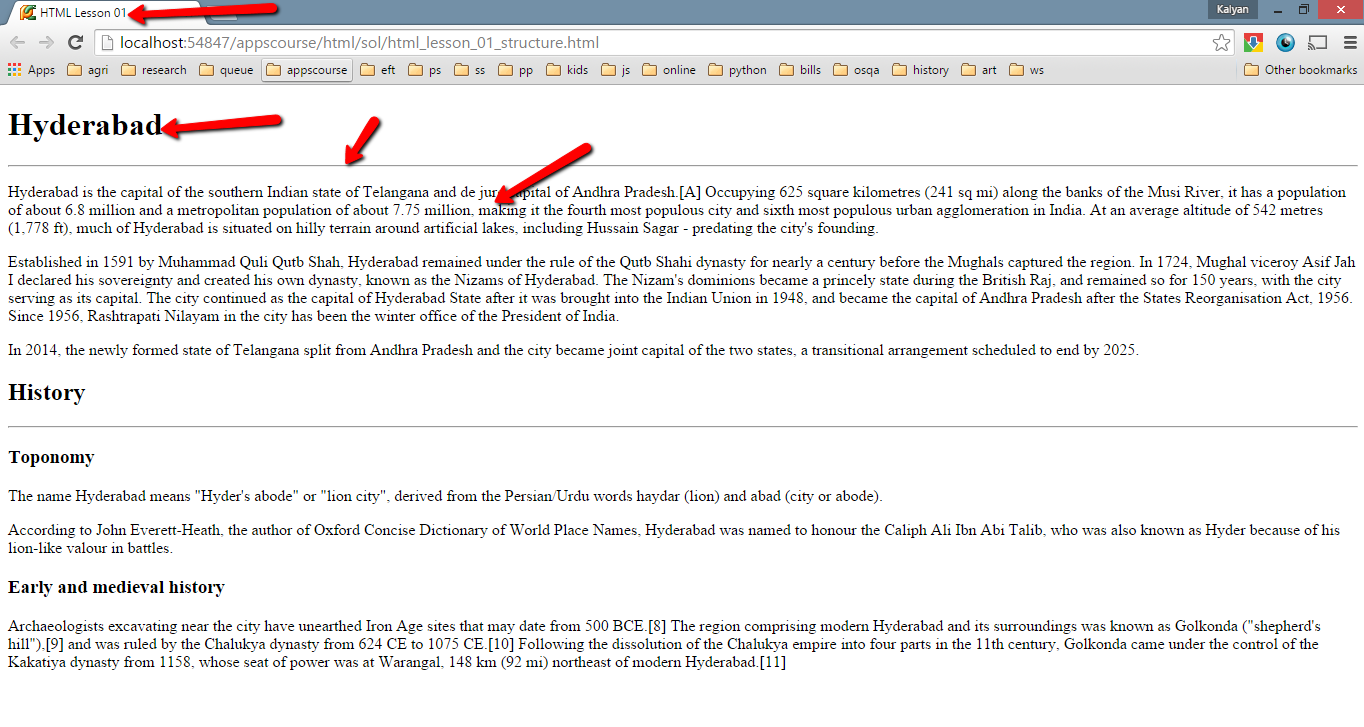 HTML Lesson 01
Kalyan
localhost:54847/appscourse/html/sol/html_lesson_01_structure.html
Apps agri research queue appscourse eft ps ss pp kids js online python bills osqa history art ws Other bookmarks
Hyderabad
Hyderabad is the capital of the southern Indian state of Telangana and de jure capital of Andhra Pradesh.[A] Occupying 625 square kilometres (241 sq mi) along the banks of the Musi River, it has a population
of about 6.8 million and a metropolitan population of about 7.75 million, making it the fourth most populous city and sixth most populous urban agglomeration in India. At an average altitude of 542 metres
(1,778 ft), much of Hyderabad is situated on hilly terrain around artificial lakes, including Hussain Sagar - predating the city's founding.
Established in 1591 by Muhammad Quli Qutb Shah, Hyderabad remained under the rule of the Qutb Shahi dynasty for nearly a century before the Mughals captured the region. In 1724, Mughal viceroy Asif Jah
I declared his sovereignty and created his own dynasty, known as the Nizams of Hyderabad. The Nizam's dominions became a princely state during the British Raj, and remained so for 150 years, with the city
serving as its capital. The city continued as the capital of Hyderabad State after it was brought into the Indian Union in 1948, and became the capital of Andhra Pradesh after the States Reorganisation Act, 1956.
Since 1956, Rashtrapati Nilayam in the city has been the winter office of the President of India.
In 2014, the newly formed state of Telangana split from Andhra Pradesh and the city became joint capital of the two states, a transitional arrangement scheduled to end by 2025.
History
Toponomy
The name Hyderabad means "Hyder's abode" or "lion city", derived from the Persian/Urdu words haydar (lion) and abad (city or abode).
According to John Everett-Heath, the author of Oxford Concise Dictionary of World Place Names, Hyderabad was named to honour the Caliph Ali Ibn Abi Talib, who was also known as Hyder because of his
lion-like valour in battles.
Early and medieval history
Archaeologists excavating near the city have unearthed Iron Age sites that may date from 500 BCE.[8] The region comprising modern Hyderabad and its surroundings was known as Golkonda ("shepherd's
hill"),[9] and was ruled by the Chalukya dynasty from 624 CE to 1075 CE.[10] Following the dissolution of the Chalukya empire into four parts in the 11th century, Golkonda came under the control of the
Kakatiya dynasty from 1158, whose seat of power was at Warangal, 148 km (92 mi) northeast of modern Hyderabad.[11]